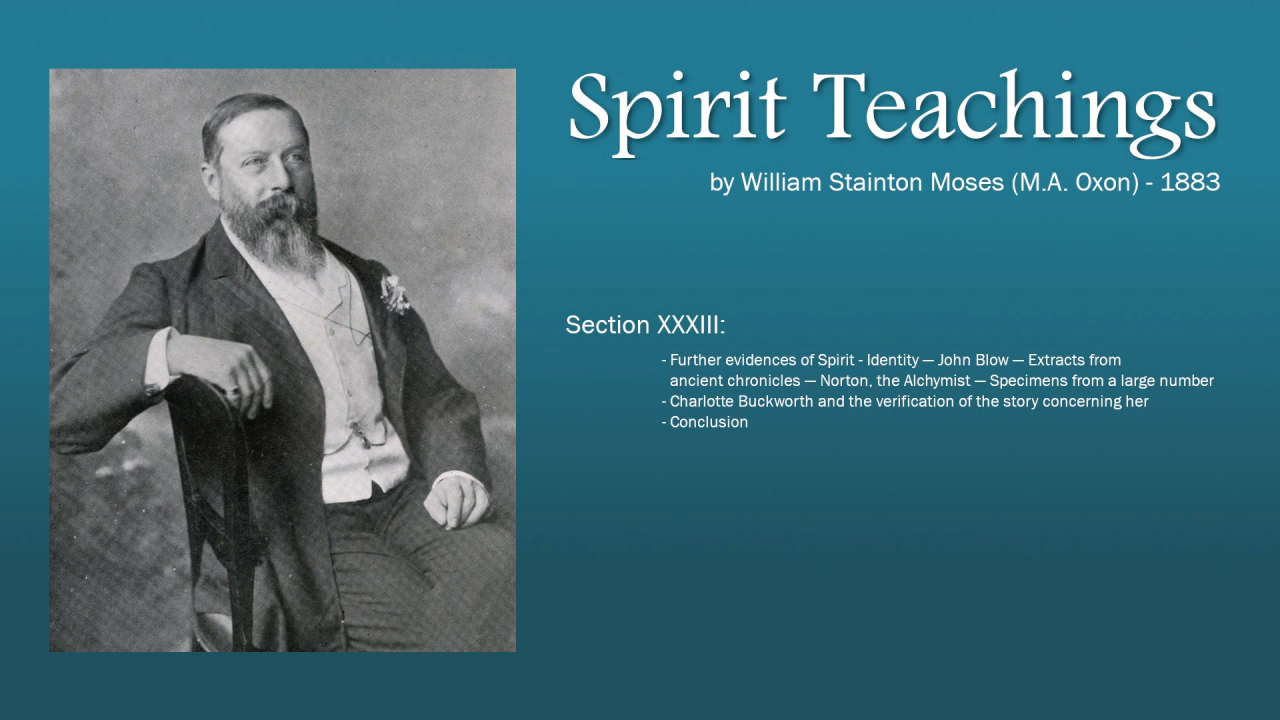 Spirit Teachings
by William Stainton Moses (M.A. Oxon) - 1883
Section XXXIII:
- Further evidences of Spirit - Identity — John Blow — Extracts from
ancient chronicles — Norton, the Alchymist — Specimens from a large number
- Charlotte Buckworth and the verification of the story concerning her
- Conclusion